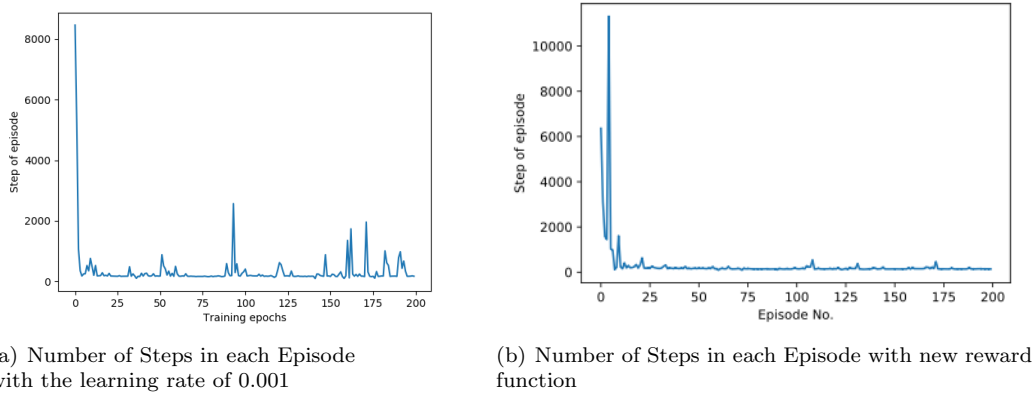 8000
6000
4000
2000
0
Step of episode
0 25 50 75 100 125 150 175 200
Training epochs
a) Number of Steps in each Episode
with the learning rate of 0.001
10000
8000
6000
4000
2000
0
Step of episode
0 25 50 75 100 125 150 175 200
Episode No.
(b) Number of Steps in each Episode with new reward
function